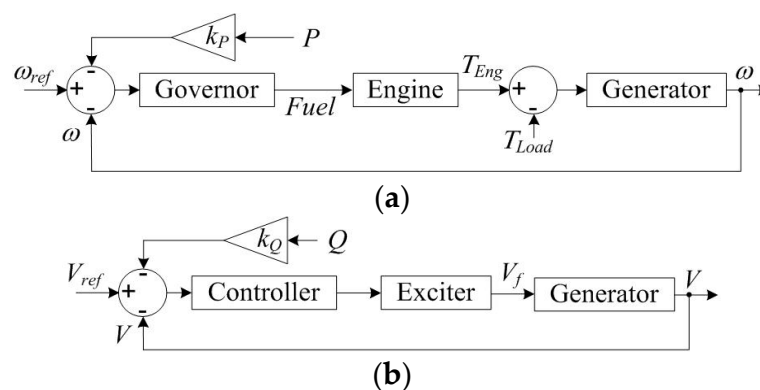 k_P P
ω_ref + - - Governor Fuel Engine T_Eng + - Generator ω
ω T_Load
(a)
k_Q Q
V_ref + - - Controller Exciter V_f Generator V
V
(b)